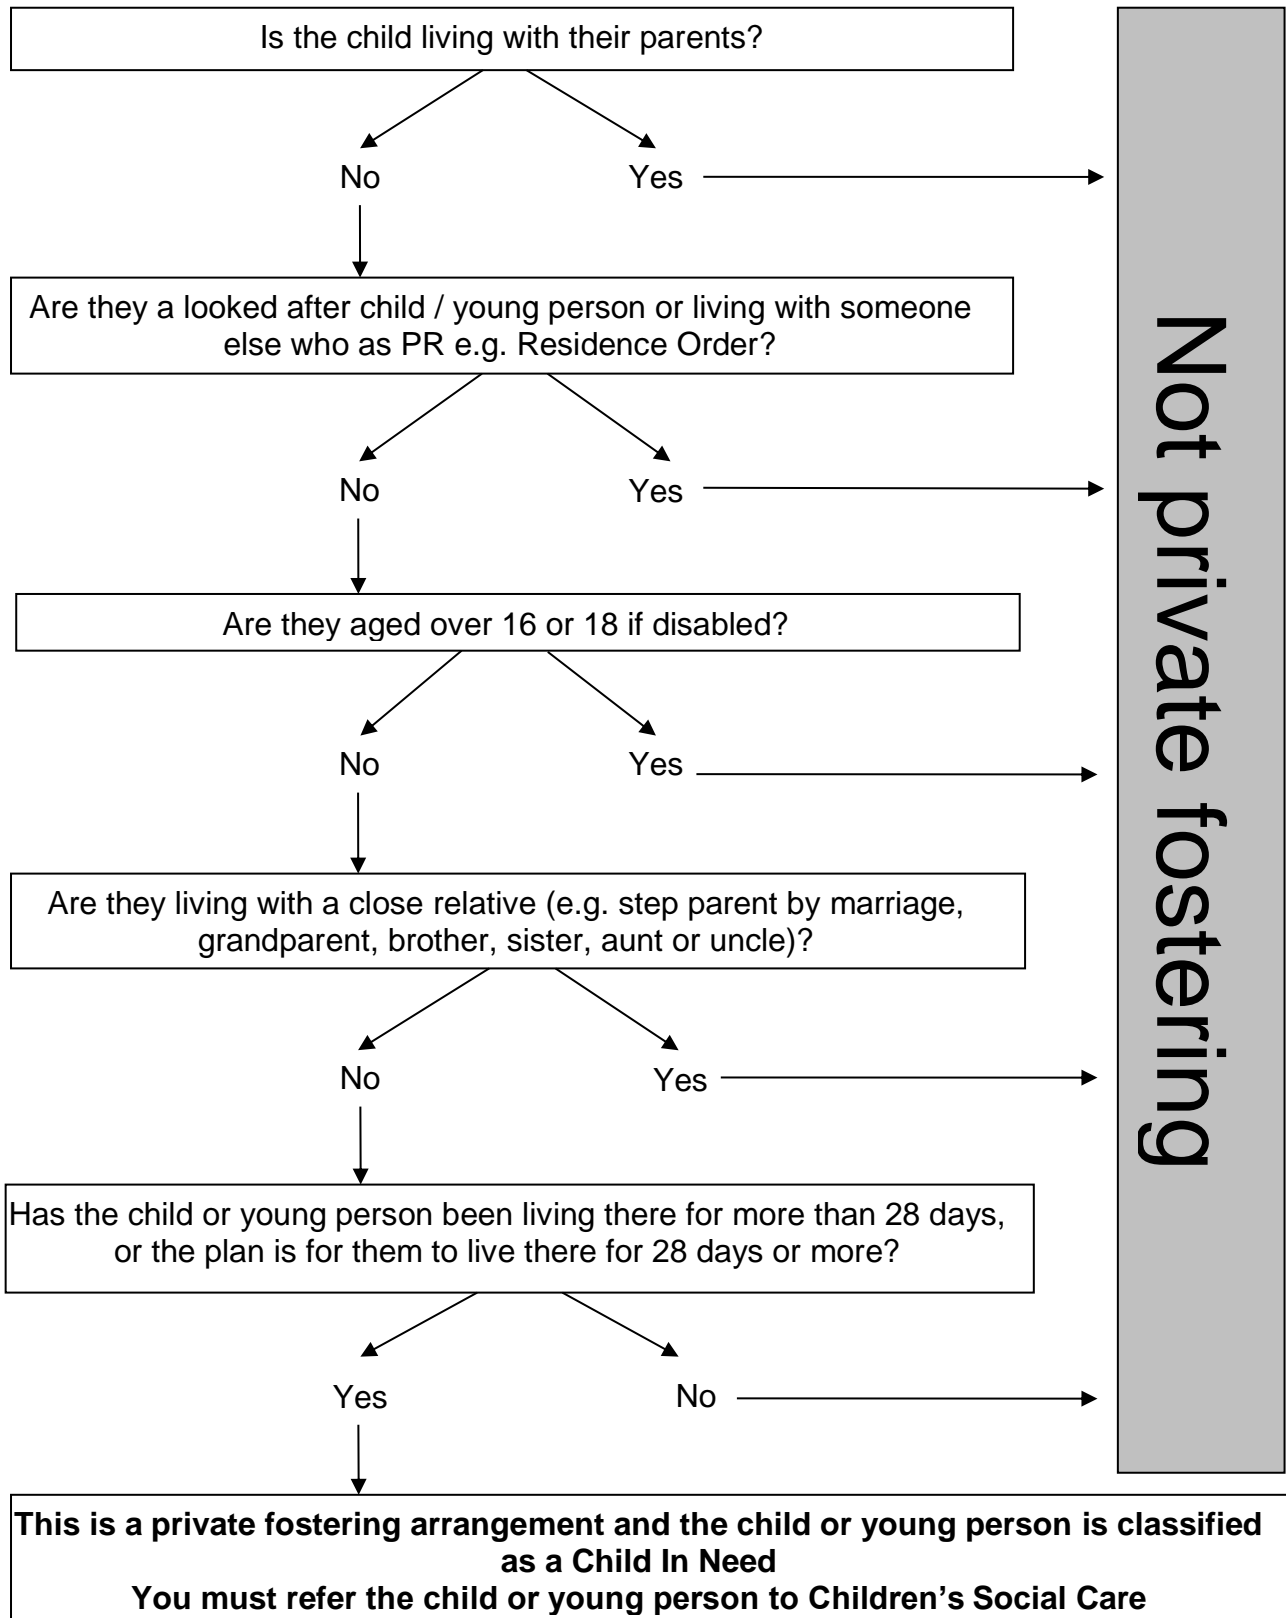 Is the child living with their parents?
No
Yes
Are they a looked after child / young person or living with someone
else who as PR e.g. Residence Order?
No
Yes
Are they aged over 16 or 18 if disabled?
No
Yes
Are they living with a close relative (e.g. step parent by marriage,
grandparent, brother, sister, aunt or uncle)?
No
Yes
Has the child or young person been living there for more than 28 days,
or the plan is for them to live there for 28 days or more?
Yes
No
Not private fostering
This is a private fostering arrangement and the child or young person is classified
as a Child In Need
You must refer the child or young person to Children’s Social Care